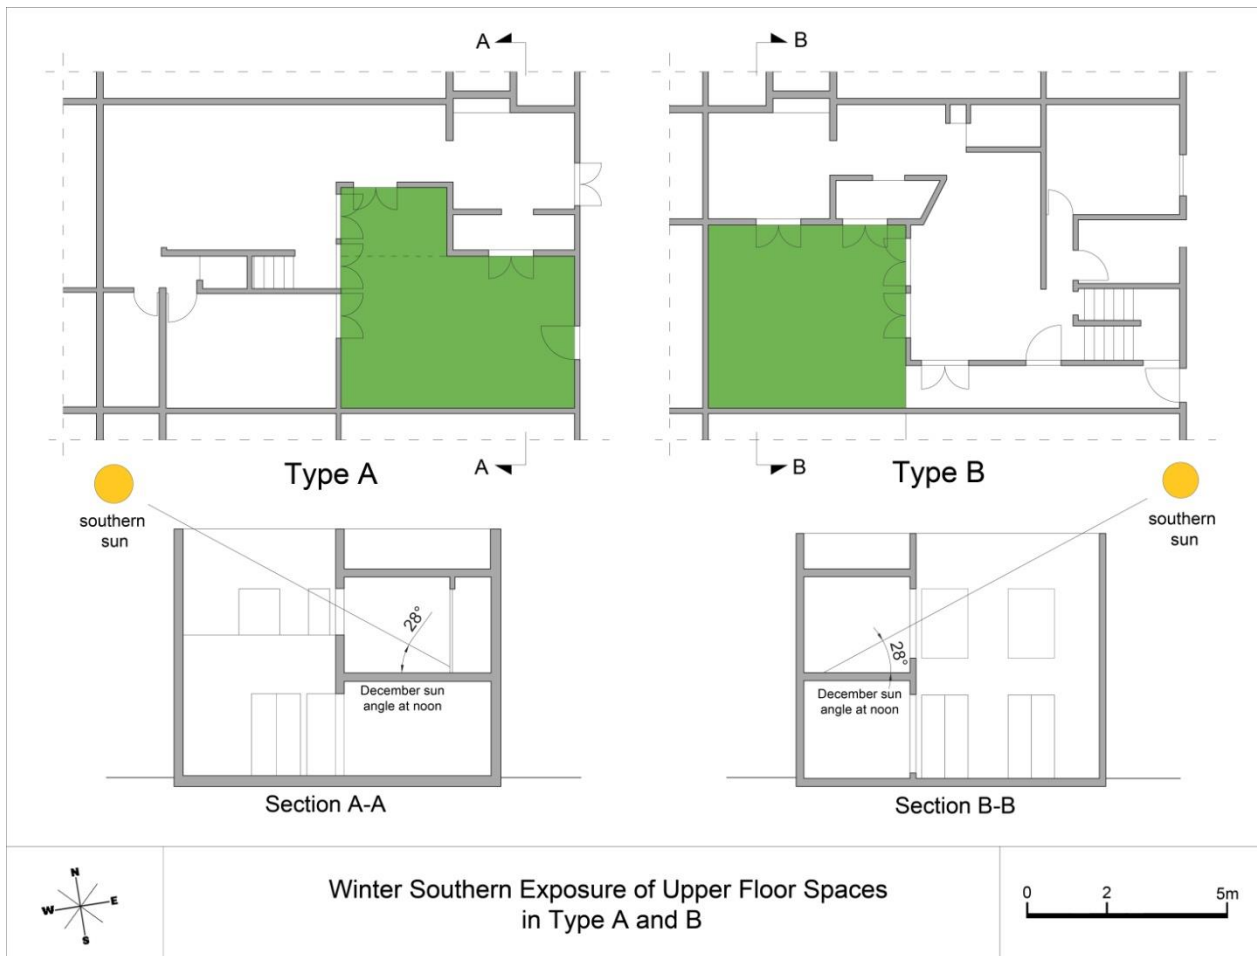 A
B
A
B
Type A
Type B
southern
sun
southern
sun
28°
28°
December sun
angle at noon
December sun
angle at noon
Section A-A
Section B-B
N
W
E
S
Winter Southern Exposure of Upper Floor Spaces
in Type A and B
0 2 5m